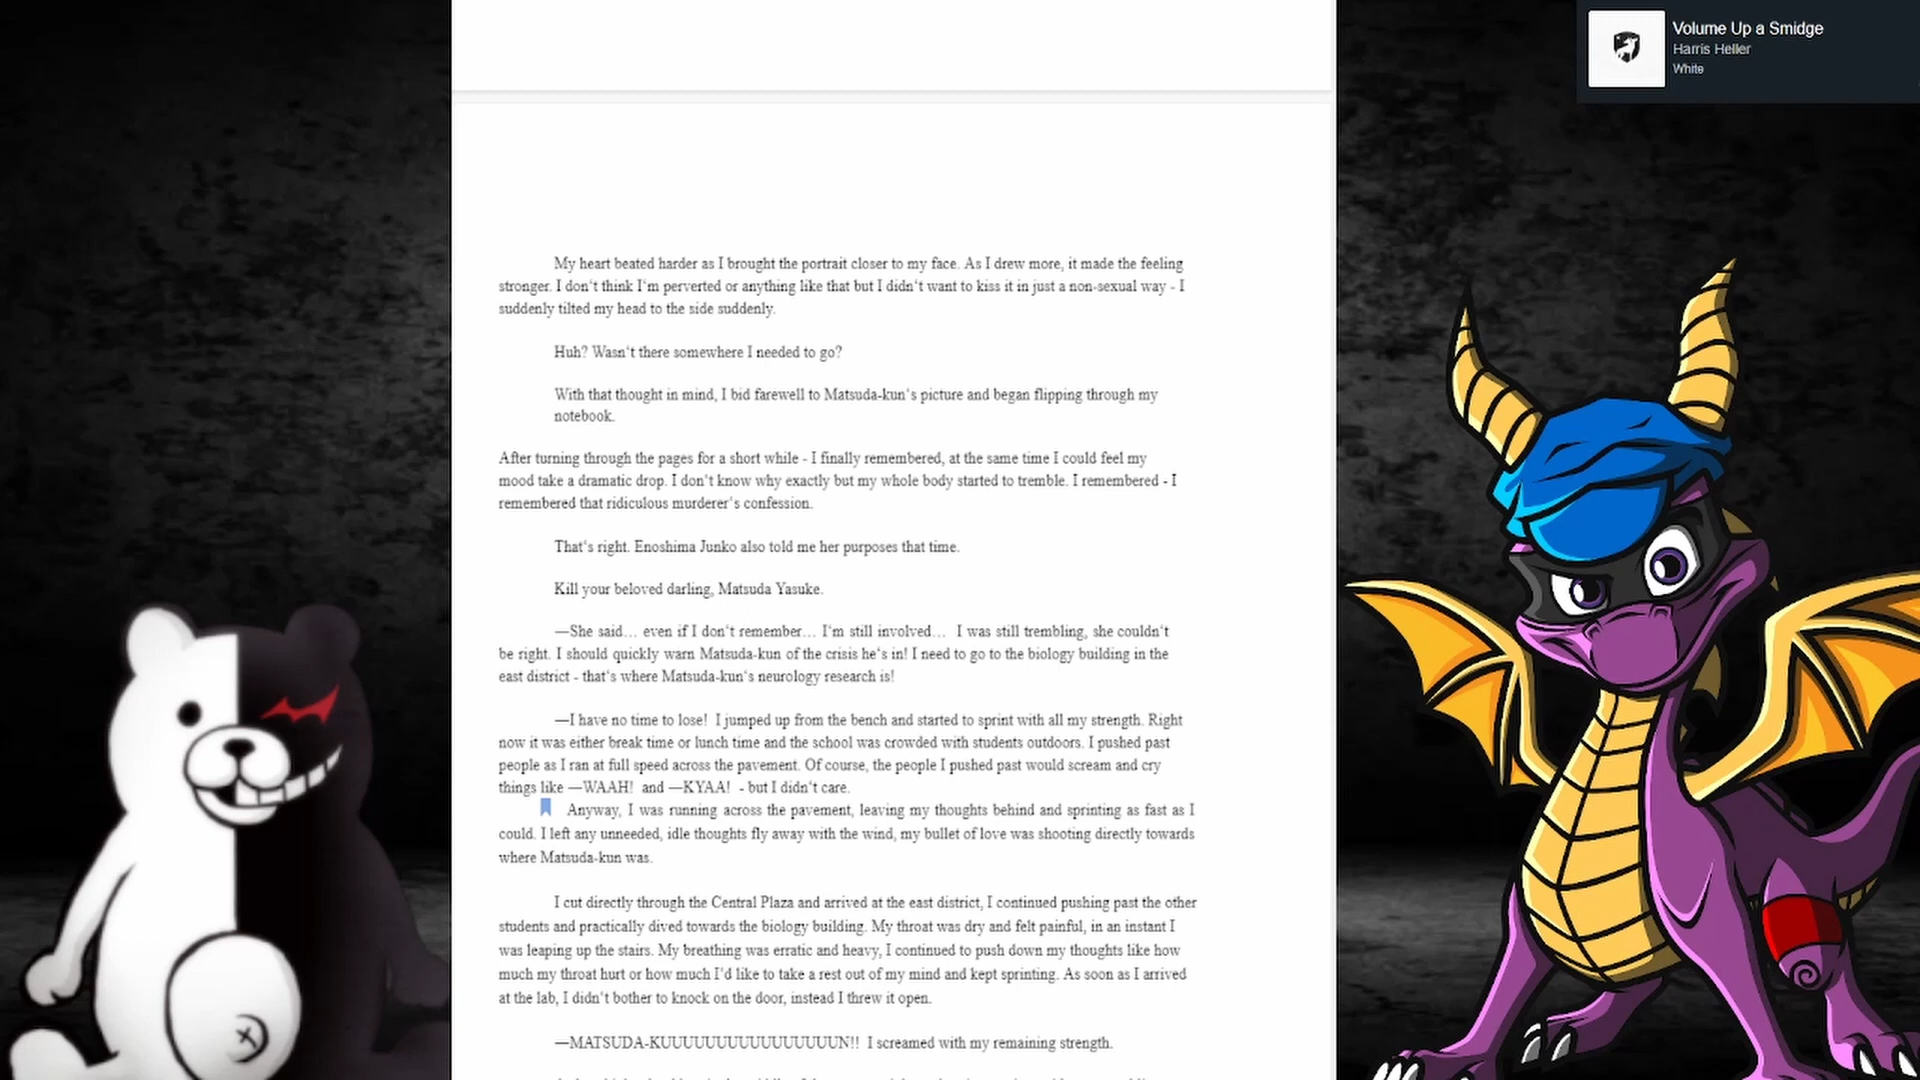 Volume Up a Smidge
Harris Heller
White
My heart beated harder as I brought the portrait closer to my face. As I drew more, it made the feeling
stronger. I don't think I'm perverted or anything like that but I didn't want to kiss it in just a non-sexual way - I
suddenly tilted my head to the side suddenly.
Huh? Wasn't there somewhere I needed to go?
With that thought in mind, I bid farewell to Matsuda-kun's picture and began flipping through my
notebook.
After turning through the pages for a short while - I finally remembered, at the same time I could feel my
mood take a dramatic drop. I don't know why exactly but my whole body started to tremble. I remembered - I
remembered that ridiculous murderer's confession.
That's right. Enoshima Junko also told me her purposes that time.
Kill your beloved darling, Matsuda Yasuke.
—She said… even if I don't remember… I'm still involved… I was still trembling, she couldn't
be right. I should quickly warn Matsuda-kun of the crisis he's in! I need to go to the biology building in the
east district - that's where Matsuda-kun's neurology research is!
—I have no time to lose! I jumped up from the bench and started to sprint with all my strength. Right
now it was either break time or lunch time and the school was crowded with students outdoors. I pushed past
people as I ran at full speed across the pavement. Of course, the people I pushed past would scream and cry
things like —WAAH! and —KYAA! - but I didn't care.
Anyway, I was running across the pavement, leaving my thoughts behind and sprinting as fast as I
could. I left any unneeded, idle thoughts fly away with the wind, my bullet of love was shooting directly towards
where Matsuda-kun was.
I cut directly through the Central Plaza and arrived at the east district, I continued pushing past the other
students and practically dived towards the biology building. My throat was dry and felt painful, in an instant I
was leaping up the stairs. My breathing was erratic and heavy, I continued to push down my thoughts like how
much my throat hurt or how much I'd like to take a rest out of my mind and kept sprinting. As soon as I arrived
at the lab, I didn't bother to knock on the door, instead I threw it open.
—MATSUDA-KUUUUUUUUUUUUUUUUN!! I screamed with my remaining strength.